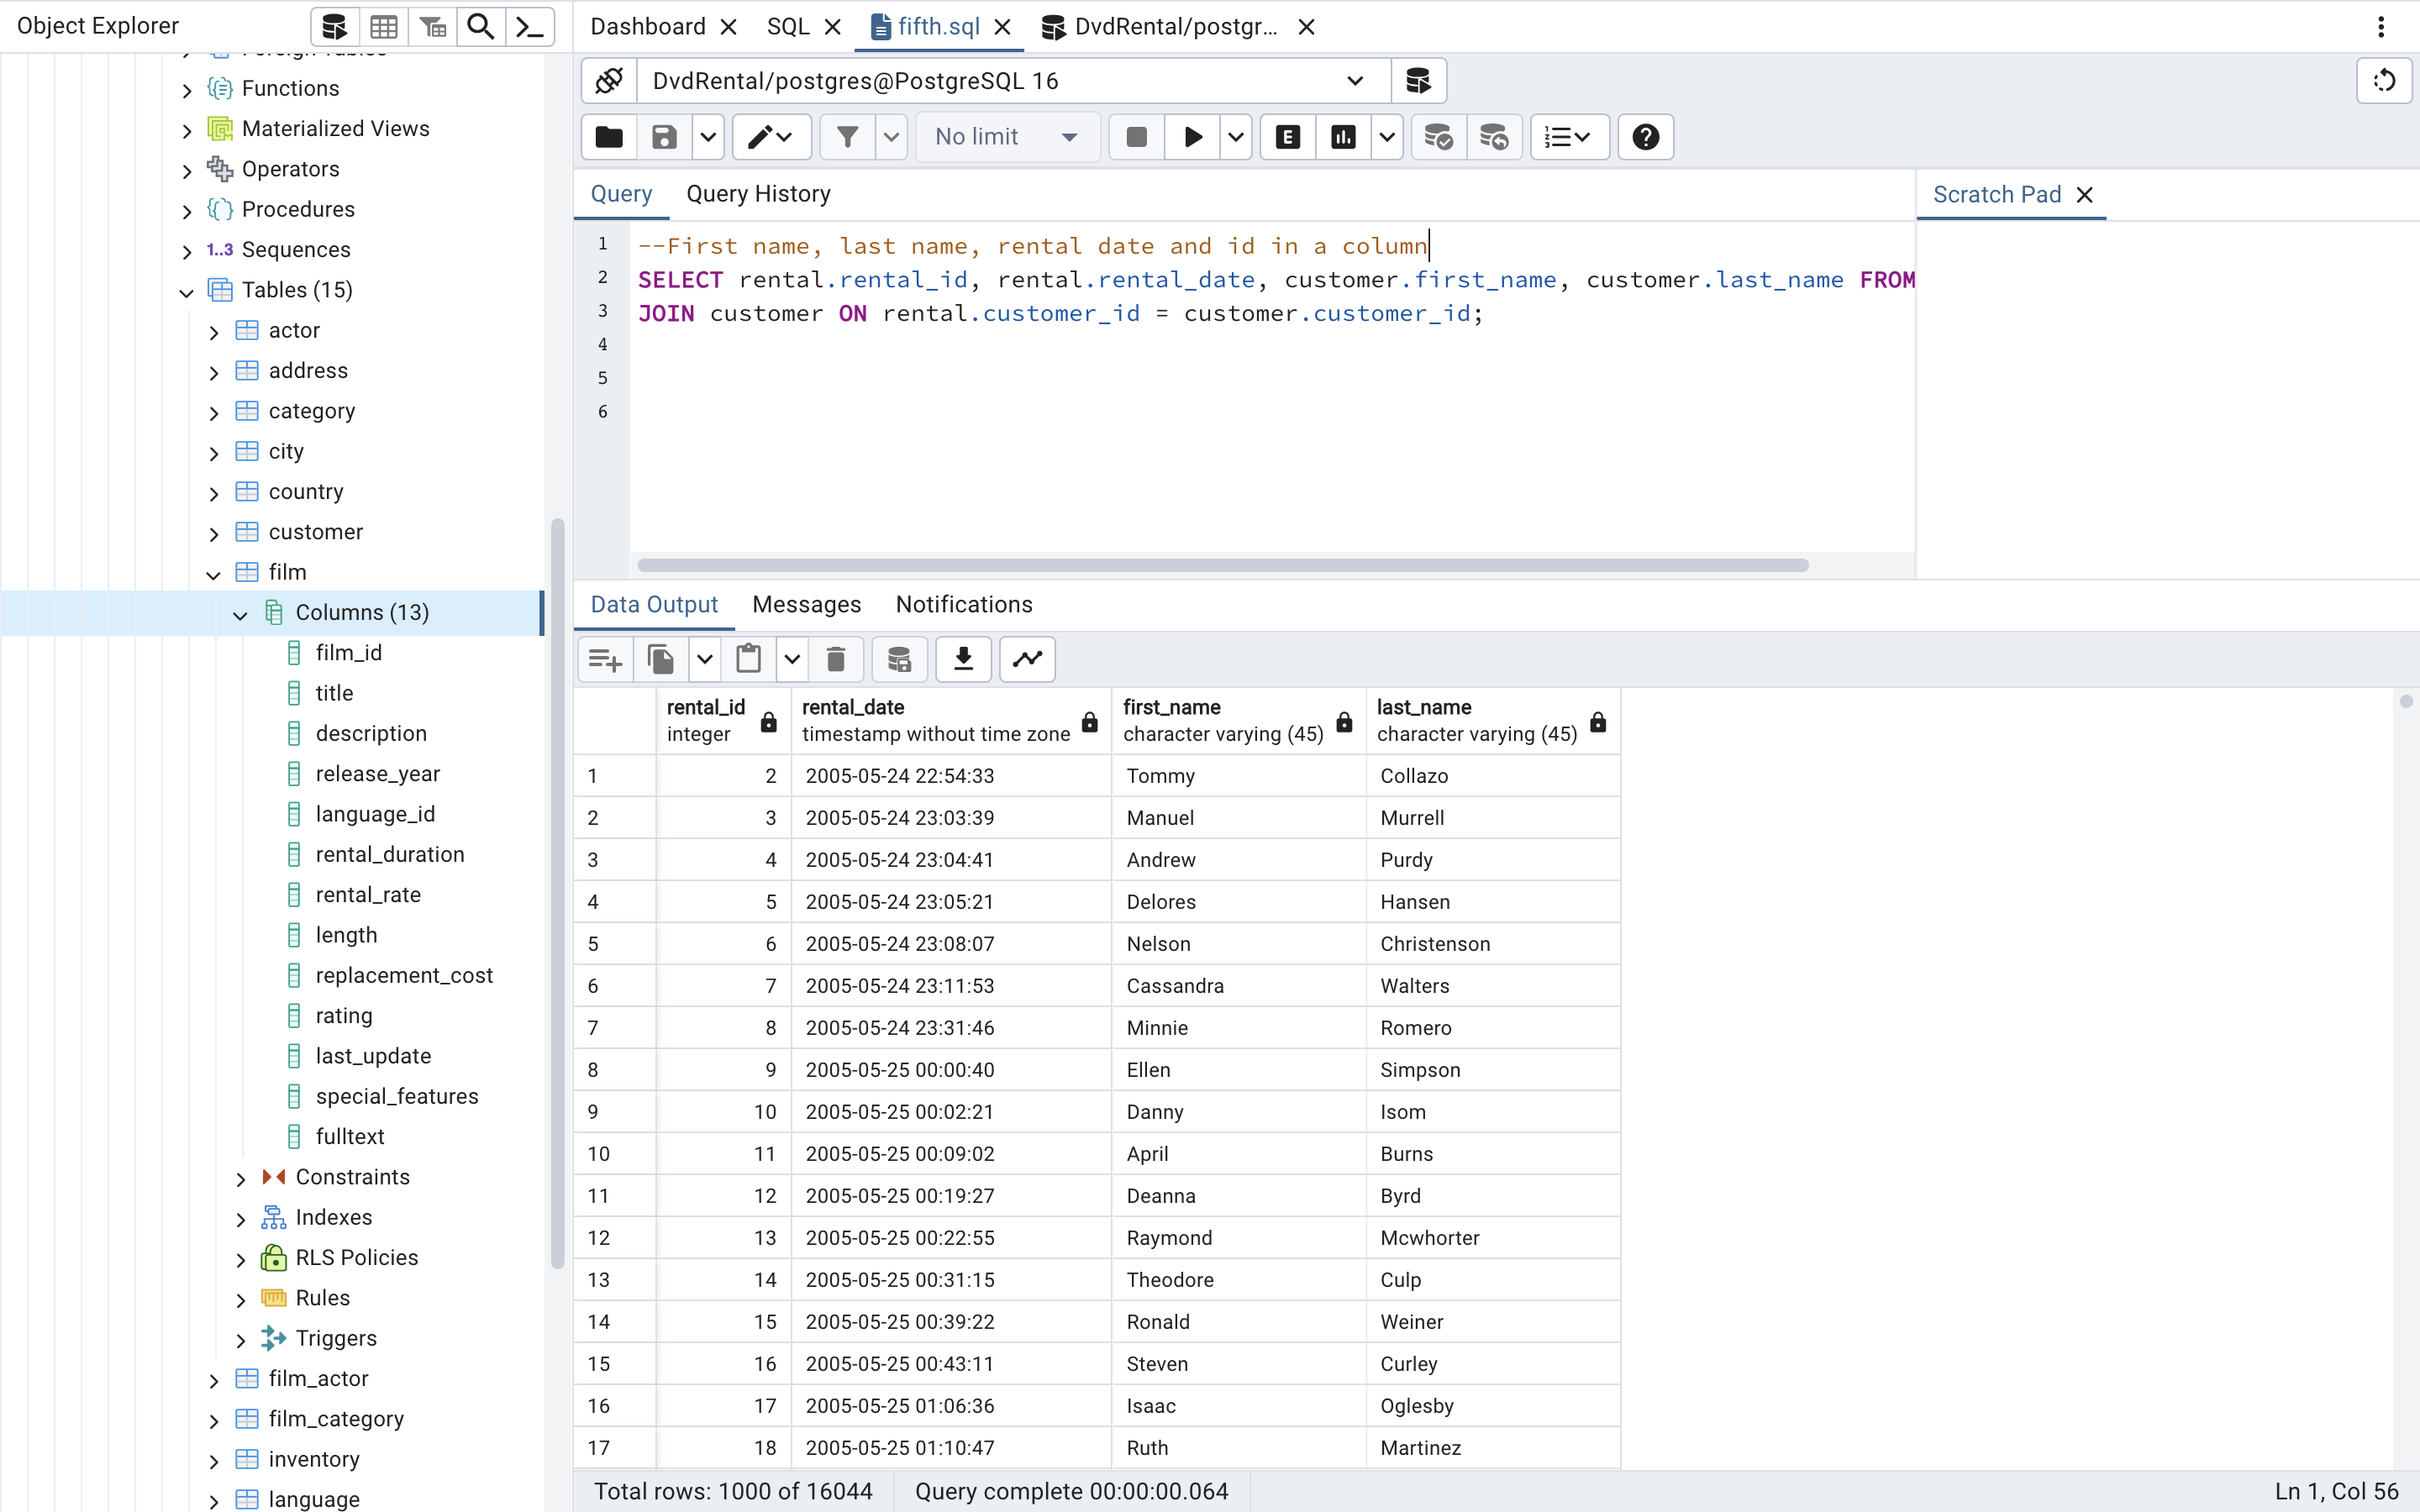 Object Explorer
Foreign Tables
Functions
Materialized Views
Operators
Procedures
1..3 Sequences
Tables (15)
actor
address
category
city
country
customer
film
Columns (13)
film_id
title
description
release_year
language_id
rental_duration
rental_rate
length
replacement_cost
rating
last_update
special_features
fulltext
Constraints
Indexes
RLS Policies
Rules
Triggers
film_actor
film_category
inventory
language
Dashboard SQL fifth.sql DvdRental/postgr...
DvdRental/postgres@PostgreSQL 16
No limit E
Query Query History
Scratch Pad
1 --First name, last name, rental date and id in a column
2 SELECT rental.rental_id, rental.rental_date, customer.first_name, customer.last_name FROM
3 JOIN customer ON rental.customer_id = customer.customer_id;
4
5
6
Data Output Messages Notifications
rental_id rental_date first_name last_name
integer timestamp without time zone character varying (45) character varying (45)
1 2 2005-05-24 22:54:33 Tommy Collazo
2 3 2005-05-24 23:03:39 Manuel Murrell
3 4 2005-05-24 23:04:41 Andrew Purdy
4 5 2005-05-24 23:05:21 Delores Hansen
5 6 2005-05-24 23:08:07 Nelson Christenson
6 7 2005-05-24 23:11:53 Cassandra Walters
7 8 2005-05-24 23:31:46 Minnie Romero
8 9 2005-05-25 00:00:40 Ellen Simpson
9 10 2005-05-25 00:02:21 Danny Isom
10 11 2005-05-25 00:09:02 April Burns
11 12 2005-05-25 00:19:27 Deanna Byrd
12 13 2005-05-25 00:22:55 Raymond Mcwhorter
13 14 2005-05-25 00:31:15 Theodore Culp
14 15 2005-05-25 00:39:22 Ronald Weiner
15 16 2005-05-25 00:43:11 Steven Curley
16 17 2005-05-25 01:06:36 Isaac Oglesby
17 18 2005-05-25 01:10:47 Ruth Martinez
Total rows: 1000 of 16044 Query complete 00:00:00.064 Ln 1, Col 56